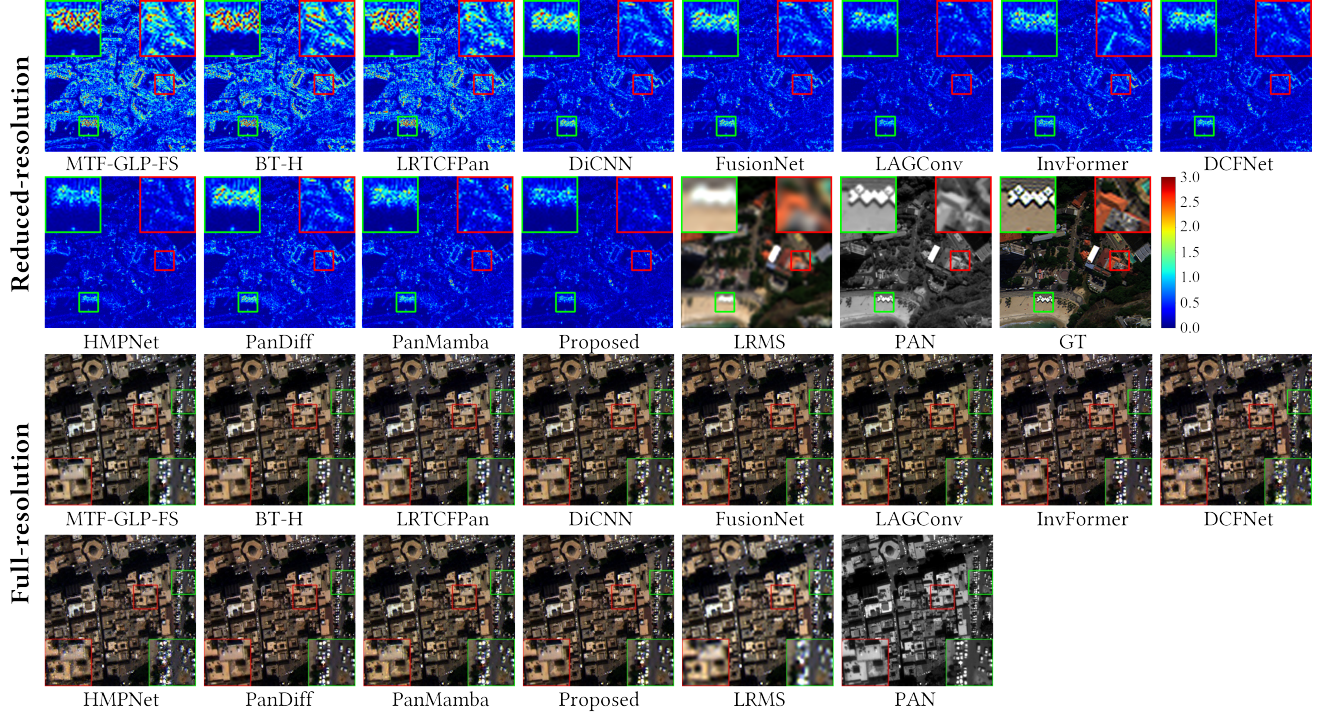 Reduced-resolution
MTF-GLP-FS BT-H LRTCFPan DiCNN FusionNet LAGConv InvFormer DCFNet
3.0
2.5
2.0
1.5
1.0
0.5
0.0
HMPNet PanDiff PanMamba Proposed LRMS PAN GT
Full-resolution
MTF-GLP-FS BT-H LRTCFPan DiCNN FusionNet LAGConv InvFormer DCFNet
HMPNet PanDiff PanMamba Proposed LRMS PAN